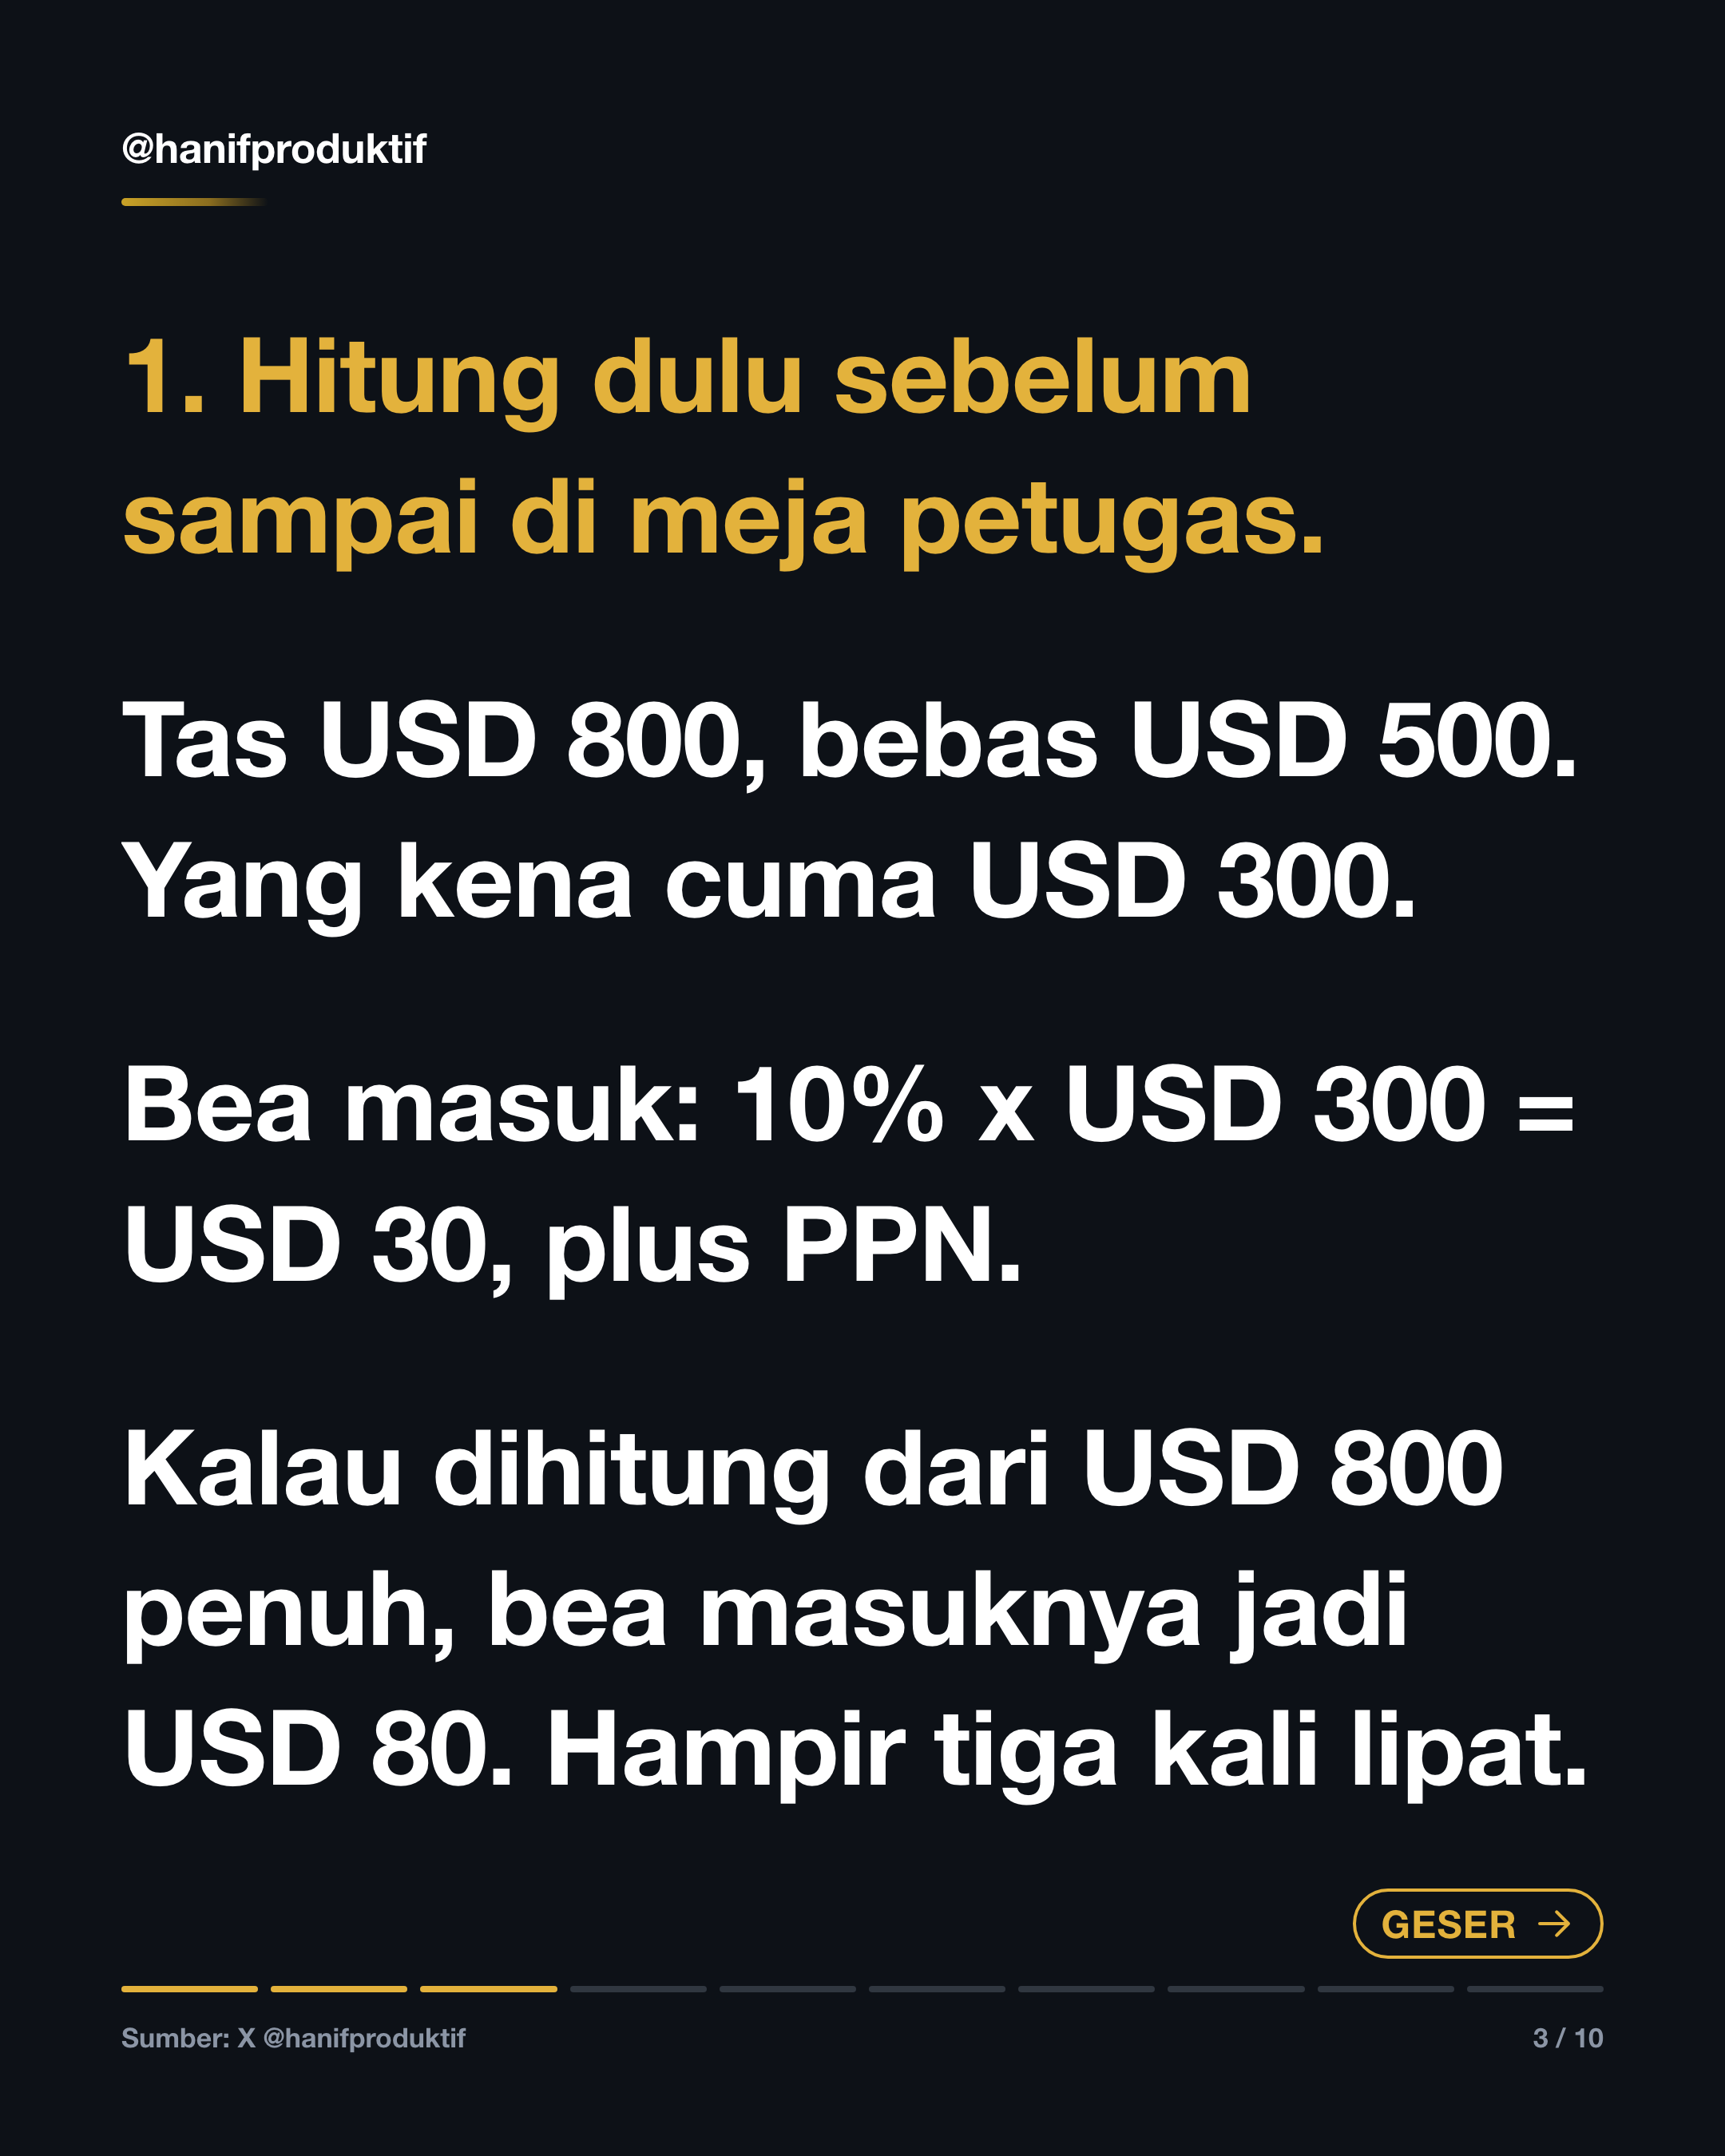 @hanifproduktif
1. Hitung dulu sebelum
sampai di meja petugas.
Tas USD 800, bebas USD 500.
Yang kena cuma USD 300.
Bea masuk: 10% x USD 300 =
USD 30, plus PPN.
Kalau dihitung dari USD 800
penuh, bea masuknya jadi
USD 80. Hampir tiga kali lipat.
GESER →
Sumber: X @hanifproduktif
3 / 10